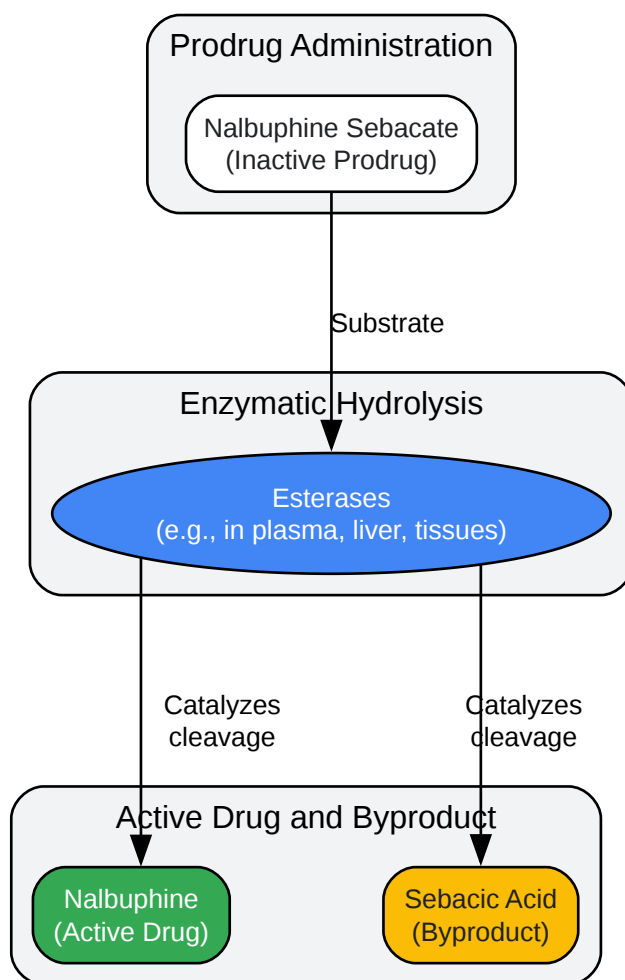 Prodrug Administration
Nalbuphine Sebacate
(Inactive Prodrug)
Substrate
Enzymatic Hydrolysis
Esterases
(e.g., in plasma, liver, tissues)
Catalyzes
cleavage
Catalyzes
cleavage
Active Drug and Byproduct
Nalbuphine
(Active Drug)
Sebacic Acid
(Byproduct)